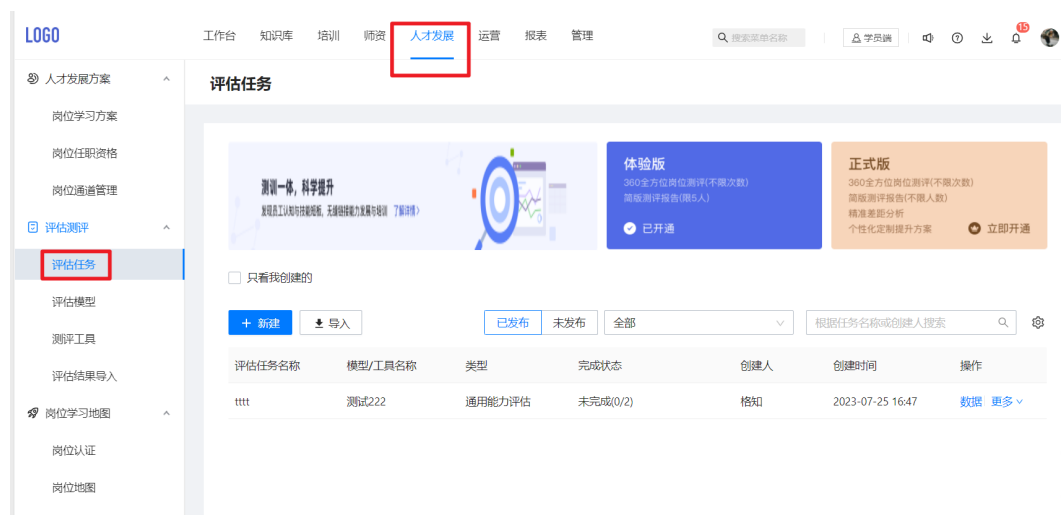 LOGO
工作台 知识库 培训 师资 人才发展 运营 报表 管理
搜索菜单名称
学员端
15
人才发展方案
岗位学习方案
岗位任职资格
岗位通道管理
评估测评
评估任务
评估模型
测评工具
评估结果导入
岗位学习地图
岗位认证
岗位地图
评估任务
测训一体，科学提升
发现员工认知与技能短板，无缝链接能力发展与培训 了解详情>
体验版
360全方位岗位测评(不限次数)
简版测评报告(限5人)
已开通
正式版
360全方位岗位测评(不限次数)
简版测评报告(不限人数)
精准差距分析
个性化定制提升方案
立即开通
只看我创建的
+ 新建 导入 已发布 未发布 全部 根据任务名称或创建人搜索
评估任务名称 模型/工具名称 类型 完成状态 创建人 创建时间 操作
tttt 测试222 通用能力评估 未完成(0/2) 格知 2023-07-25 16:47 数据 更多